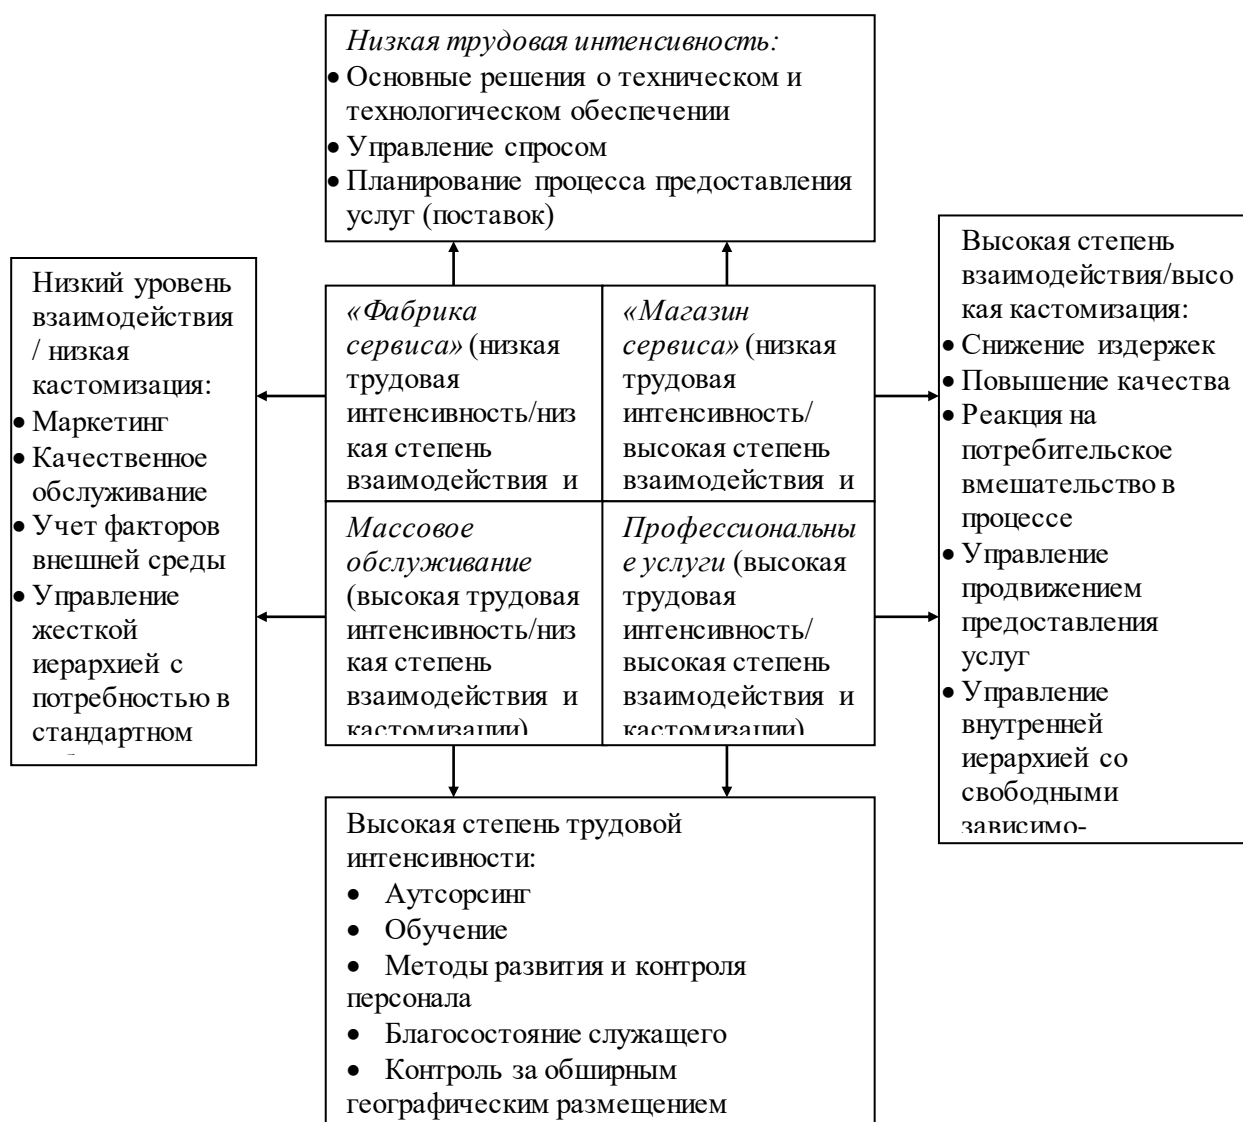 Низкая трудовая интенсивность:
• Основные решения о техническом и
технологическом обеспечении
• Управление спросом
• Планирование процесса предоставления
услуг (поставок)
Низкий уровень
взаимодействия
/ низкая
кастомизация:
• Маркетинг
• Качественное
обслуживание
• Учет факторов
внешней среды
• Управление
жесткой
иерархией с
потребностью в
стандартном
«Фабрика
сервиса» (низкая
трудовая
интенсивность/низ
кая степень
взаимодействия и
«Магазин
сервиса» (низкая
трудовая
интенсивность/
высокая степень
взаимодействия и
Массовое
обслуживание
(высокая трудовая
интенсивность/низ
кая степень
взаимодействия и
кастомизации)
Профессиональны
е услуги (высокая
трудовая
интенсивность/
высокая степень
взаимодействия и
кастомизации)
Высокая степень
взаимодействия/высо
кая кастомизация:
• Снижение издержек
• Повышение качества
• Реакция на
потребительское
вмешательство в
процессе
• Управление
продвижением
предоставления
услуг
• Управление
внутренней
иерархией со
свободными
зависимо-
Высокая степень трудовой
интенсивности:
• Аутсорсинг
• Обучение
• Методы развития и контроля
персонала
• Благосостояние служащего
• Контроль за обширным
географическим размещением